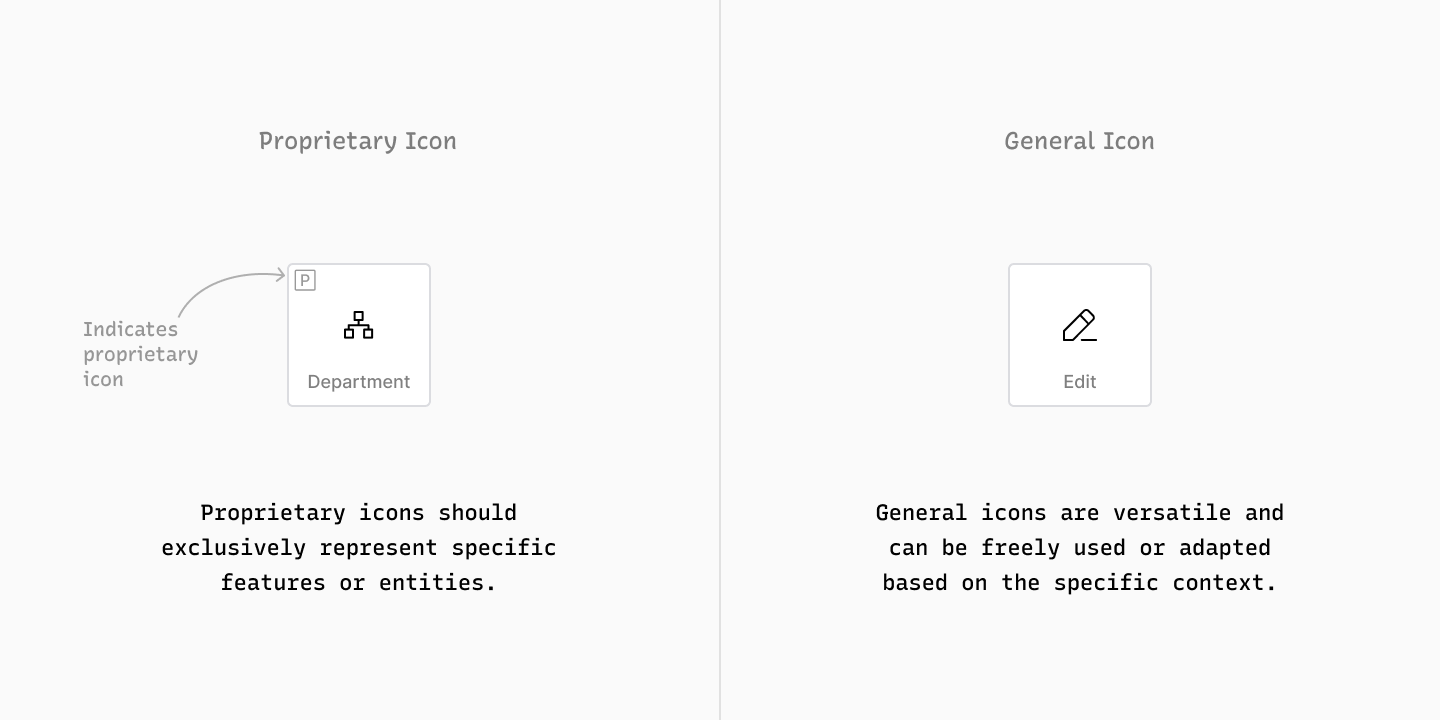 Proprietary Icon
P
Indicates
proprietary
icon
Department
Proprietary icons should
exclusively represent specific
features or entities.
General Icon
Edit
General icons are versatile and
can be freely used or adapted
based on the specific context.